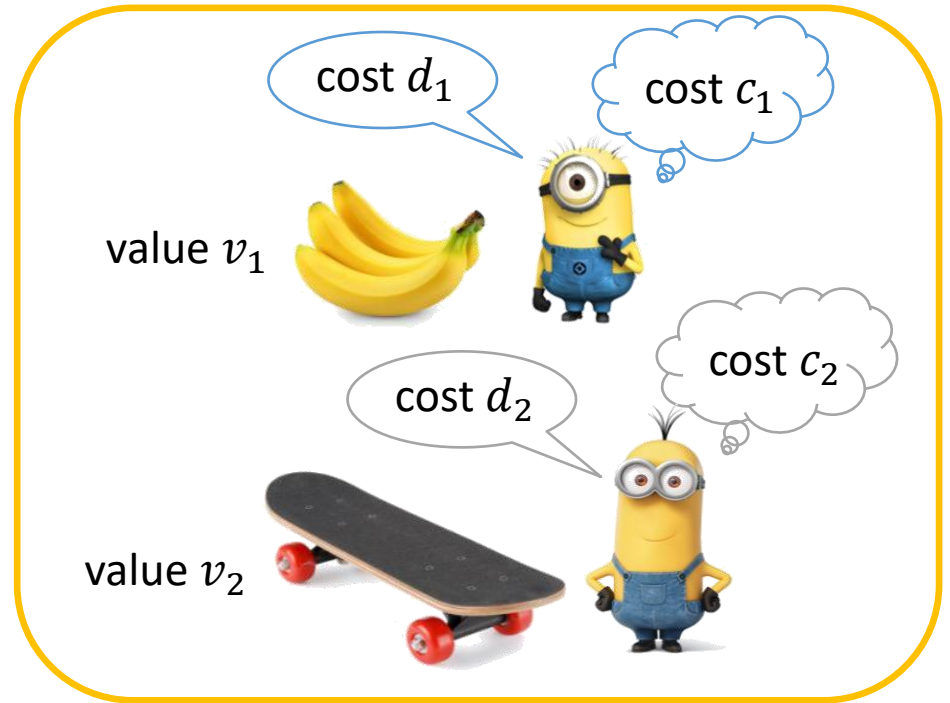 cost d₁
cost c₁
value v₁
cost c₂
cost d₂
value v₂